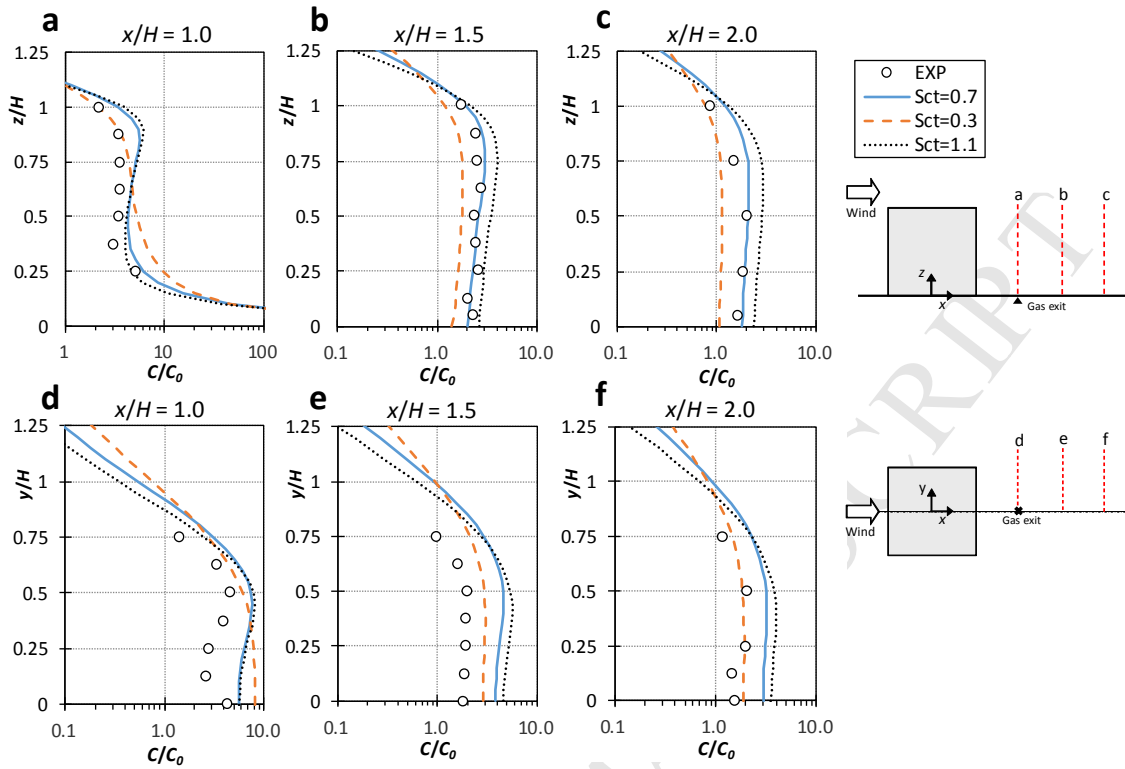 a
x/H = 1.0
1.25
1
0.75
0.5
0.25
0
z/H
1
10
100
C/C0
b
x/H = 1.5
1.25
1
0.75
0.5
0.25
0
z/H
0.1
1.0
10.0
C/C0
c
x/H = 2.0
1.25
1
0.75
0.5
0.25
0
z/H
0.1
1.0
10.0
C/C0
EXP
Sct=0.7
Sct=0.3
Sct=1.1
Wind
a
b
c
z
x
Gas exit
d
x/H = 1.0
1.25
1
0.75
0.5
0.25
0
y/H
0.1
1.0
10.0
C/C0
e
x/H = 1.5
1.25
1
0.75
0.5
0.25
0
y/H
0.1
1.0
10.0
C/C0
f
x/H = 2.0
1.25
1
0.75
0.5
0.25
0
y/H
0.1
1.0
10.0
C/C0
Wind
d
e
f
y
x
Gas exit
SCRIPT